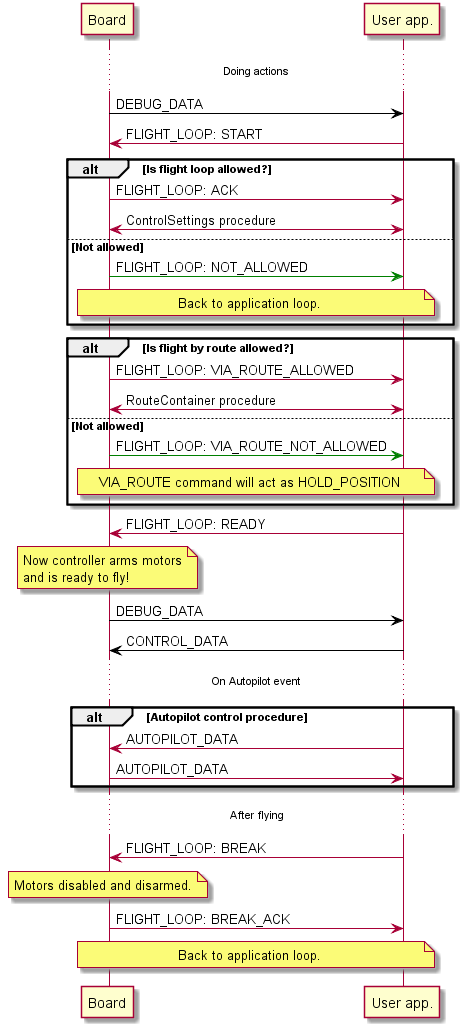 Board
User app.
Doing actions
DEBUG_DATA
FLIGHT_LOOP: START
alt
[Is flight loop allowed?]
FLIGHT_LOOP: ACK
ControlSettings procedure
[Not allowed]
FLIGHT_LOOP: NOT_ALLOWED
Back to application loop.
alt
[Is flight by route allowed?]
FLIGHT_LOOP: VIA_ROUTE_ALLOWED
RouteContainer procedure
[Not allowed]
FLIGHT_LOOP: VIA_ROUTE_NOT_ALLOWED
VIA_ROUTE command will act as HOLD_POSITION
FLIGHT_LOOP: READY
Now controller arms motors
and is ready to fly!
DEBUG_DATA
CONTROL_DATA
On Autopilot event
alt
[Autopilot control procedure]
AUTOPILOT_DATA
AUTOPILOT_DATA
After flying
FLIGHT_LOOP: BREAK
Motors disabled and disarmed.
FLIGHT_LOOP: BREAK_ACK
Back to application loop.
Board
User app.